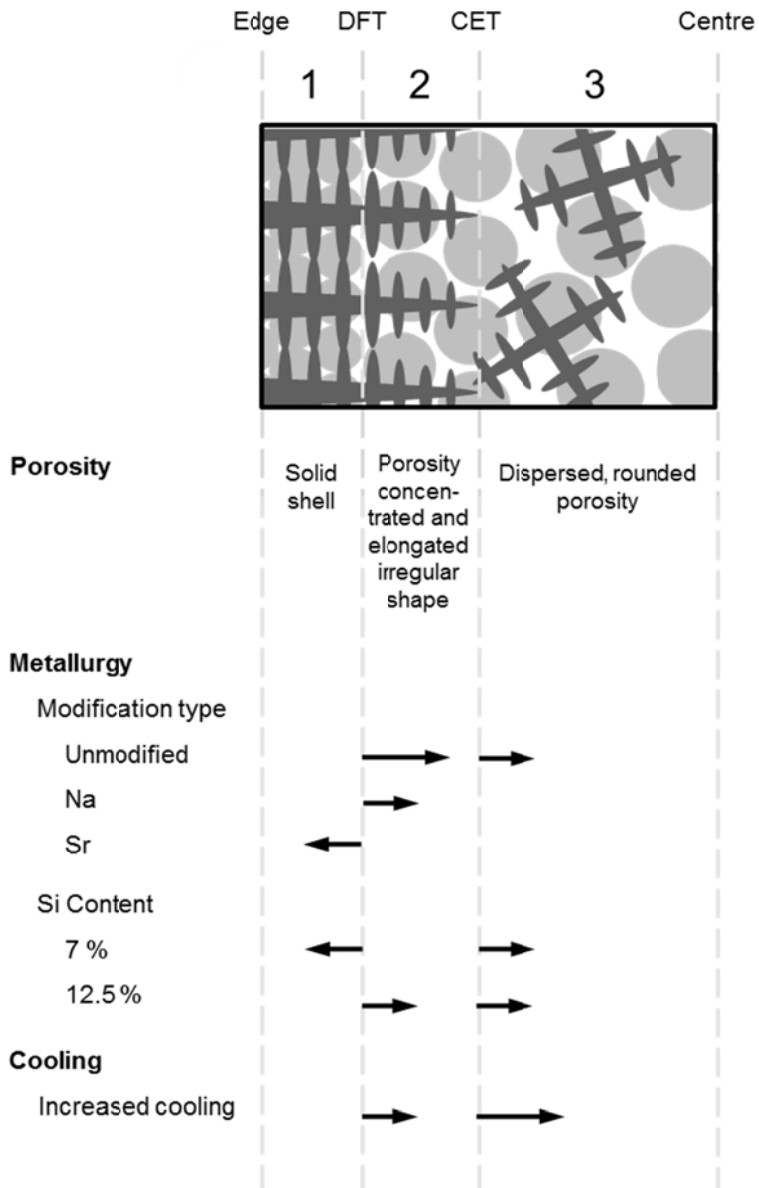 Edge DFT CET Centre
1 2 3
Porosity
Solid
shell
Porosity
concen-
trated and
elongated
irregular
shape
Dispersed, rounded
porosity
Metallurgy
Modification type
Unmodified
Na
Sr
Si Content
7 %
12.5%
Cooling
Increased cooling